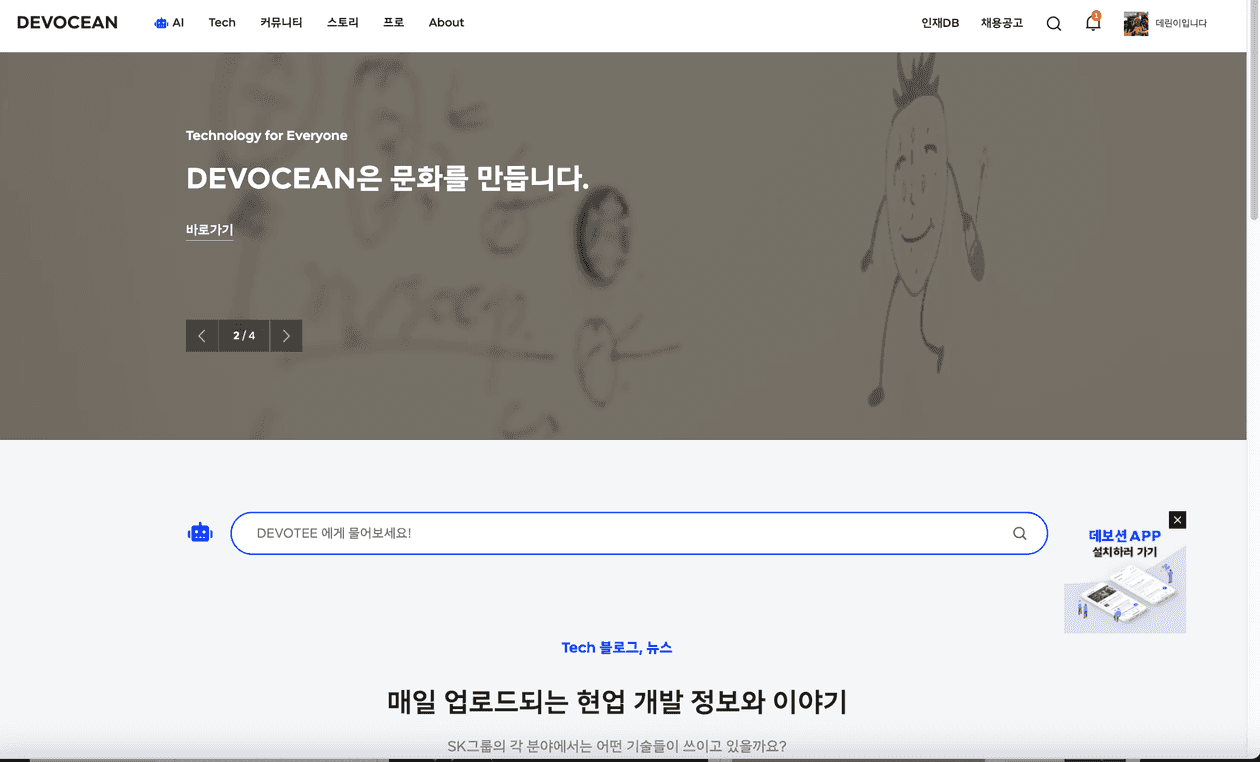 DEVOCEAN AI Tech 커뮤니티 스토리 프로 About 인재DB 채용공고 1 데린이입니다
Technology for Everyone
DEVOCEAN은 문화를 만듭니다.
바로가기
2 / 4
DEVOTEE 에게 물어보세요!
데보션 APP
설치하러 가기
Tech 블로그, 뉴스
매일 업로드되는 현업 개발 정보와 이야기
SK그룹의 각 분야에서는 어떤 기술들이 쓰이고 있을까요?